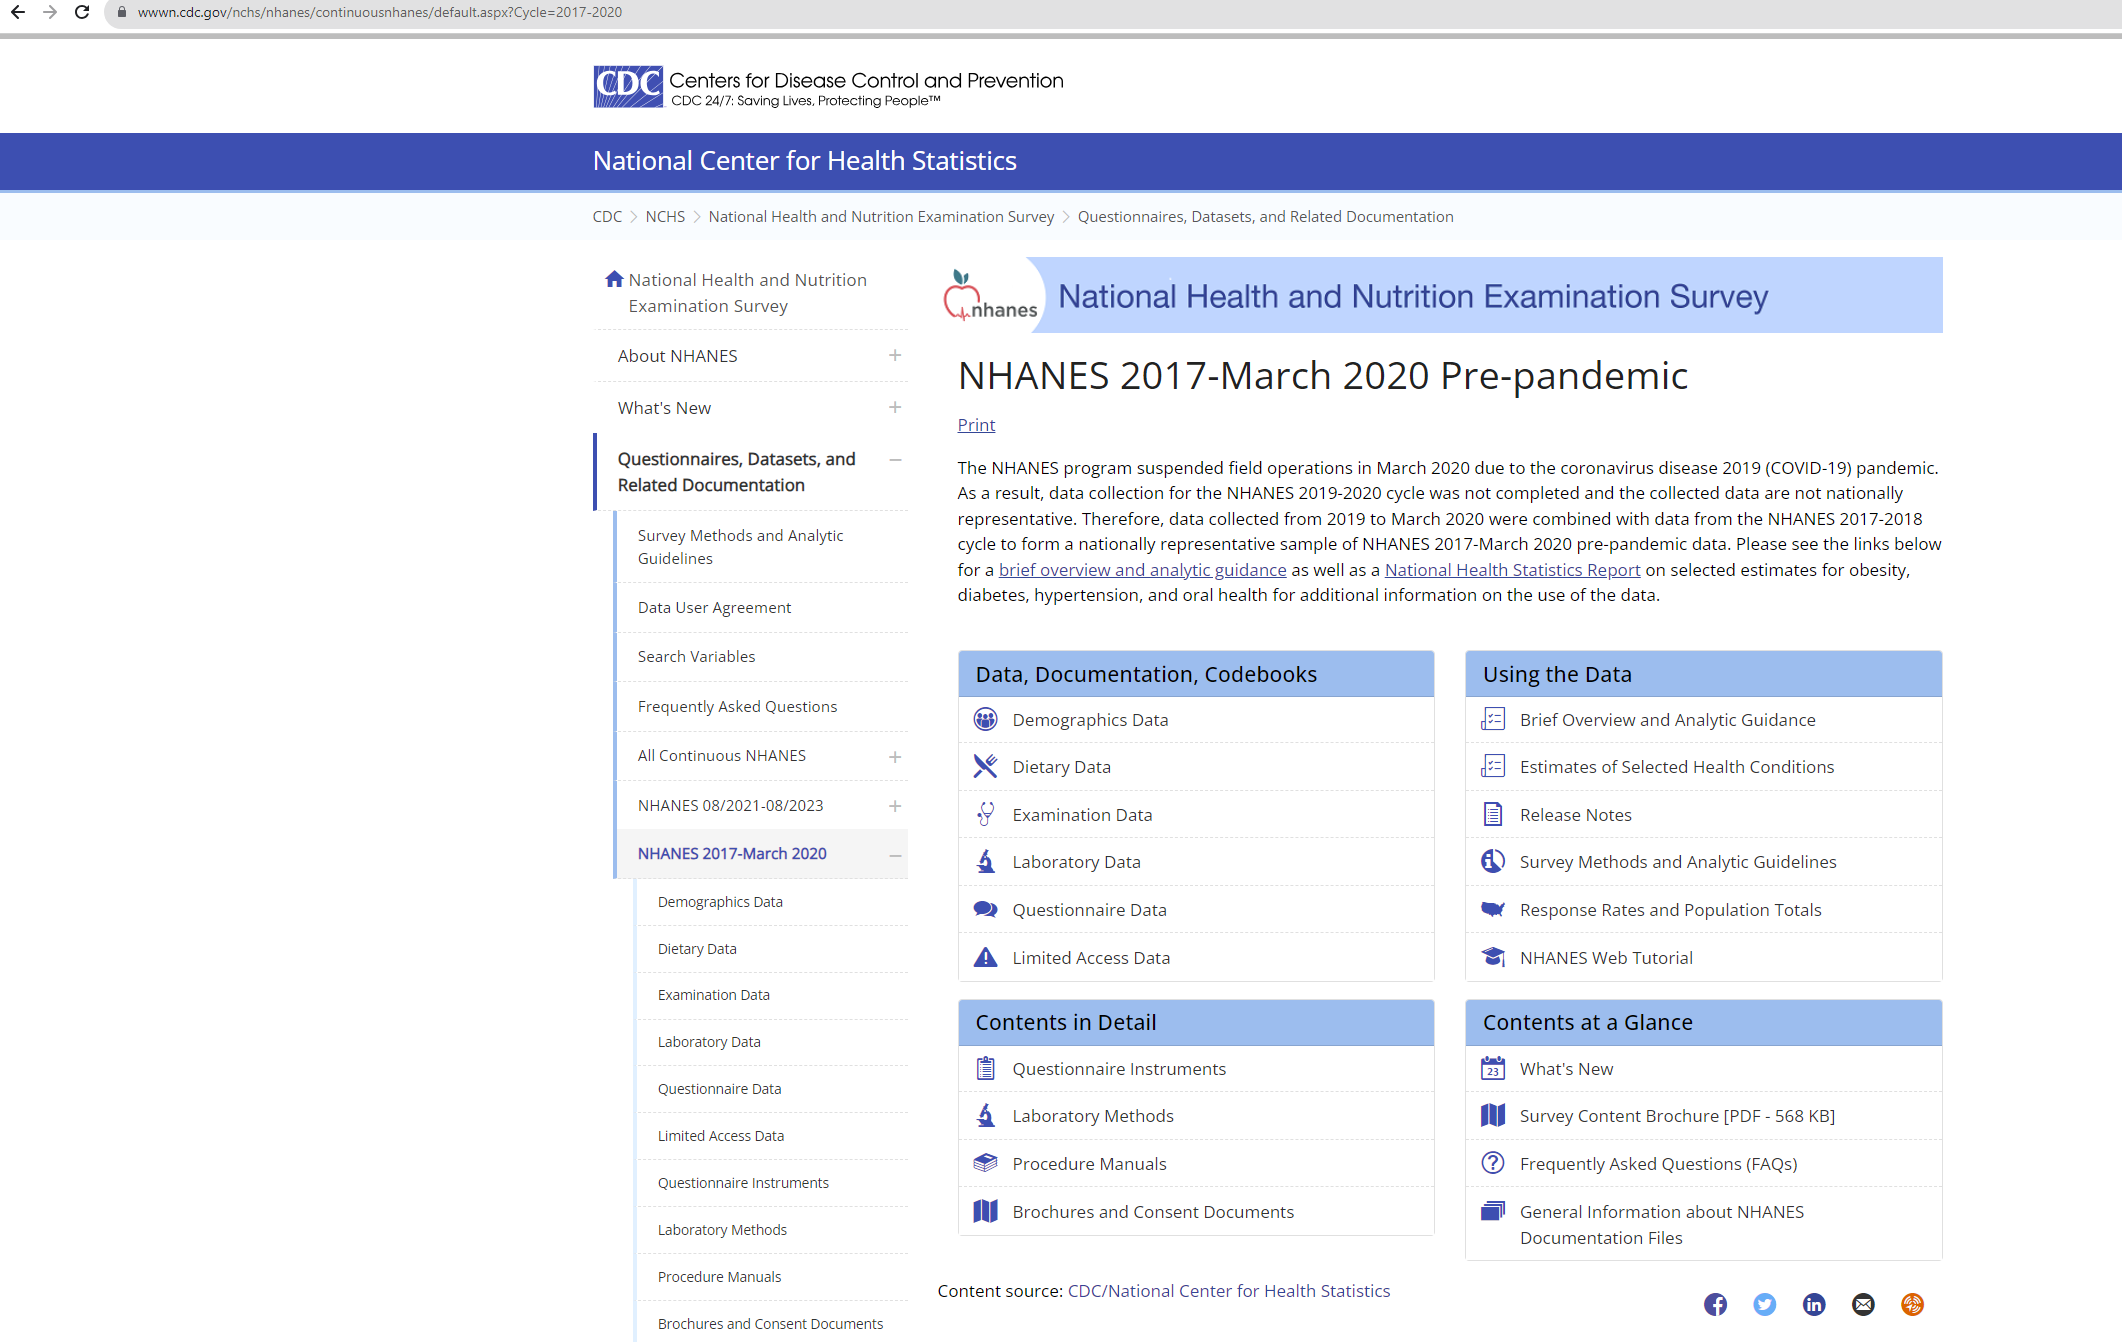 wwwn.cdc.gov/nchs/nhanes/continuousnhanes/default.aspx?Cycle=2017-2020
CDC Centers for Disease Control and Prevention
CDC 24/7: Saving Lives, Protecting People™
National Center for Health Statistics
CDC > NCHS > National Health and Nutrition Examination Survey > Questionnaires, Datasets, and Related Documentation
National Health and Nutrition
Examination Survey
About NHANES +
What's New +
Questionnaires, Datasets, and
Related Documentation
Survey Methods and Analytic
Guidelines
Data User Agreement
Search Variables
Frequently Asked Questions
All Continuous NHANES +
NHANES 08/2021-08/2023 +
NHANES 2017-March 2020 –
Demographics Data
Dietary Data
Examination Data
Laboratory Data
Questionnaire Data
Limited Access Data
Questionnaire Instruments
Laboratory Methods
Procedure Manuals
Brochures and Consent Documents
nhanes National Health and Nutrition Examination Survey
NHANES 2017-March 2020 Pre-pandemic
Print
The NHANES program suspended field operations in March 2020 due to the coronavirus disease 2019 (COVID-19) pandemic.
As a result, data collection for the NHANES 2019-2020 cycle was not completed and the collected data are not nationally
representative. Therefore, data collected from 2019 to March 2020 were combined with data from the NHANES 2017-2018
cycle to form a nationally representative sample of NHANES 2017-March 2020 pre-pandemic data. Please see the links below
for a brief overview and analytic guidance as well as a National Health Statistics Report on selected estimates for obesity,
diabetes, hypertension, and oral health for additional information on the use of the data.
Data, Documentation, Codebooks
Demographics Data
Dietary Data
Examination Data
Laboratory Data
Questionnaire Data
Limited Access Data
Using the Data
Brief Overview and Analytic Guidance
Estimates of Selected Health Conditions
Release Notes
Survey Methods and Analytic Guidelines
Response Rates and Population Totals
NHANES Web Tutorial
Contents in Detail
Questionnaire Instruments
Laboratory Methods
Procedure Manuals
Brochures and Consent Documents
Contents at a Glance
23 What's New
Survey Content Brochure [PDF - 568 KB]
Frequently Asked Questions (FAQs)
General Information about NHANES
Documentation Files
Content source: CDC/National Center for Health Statistics